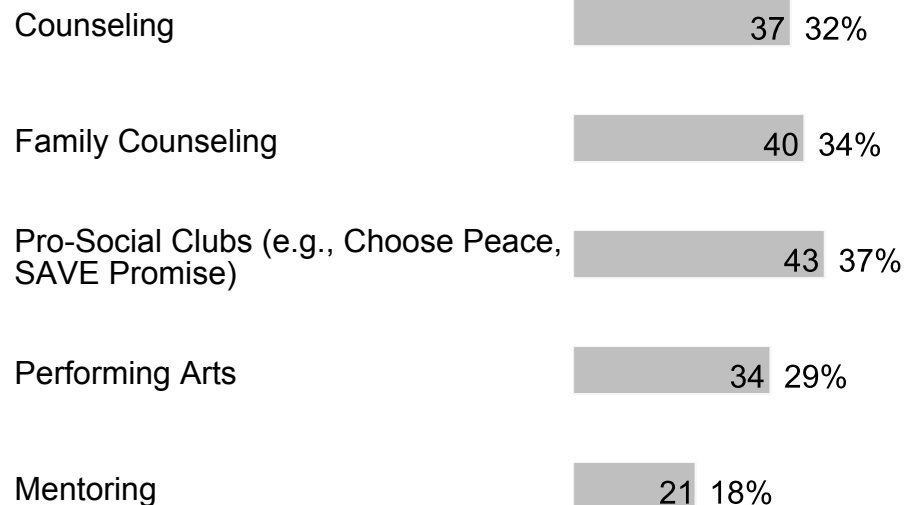 Counseling 37 32%
Family Counseling 40 34%
Pro-Social Clubs (e.g., Choose Peace,
SAVE Promise) 43 37%
Performing Arts 34 29%
Mentoring 21 18%